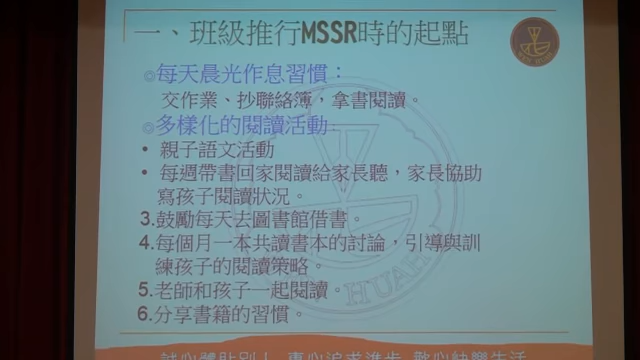 一、班級推行MSSR時的起點
◎每天晨光作息習慣：
交作業、抄聯絡簿，拿書閱讀。
◎多樣化的閱讀活動：
• 親子語文活動
• 每週帶書回家閱讀給家長聽，家長協助
寫孩子閱讀狀況。
3.鼓勵每天去圖書館借書。
4.每個月一本共讀書本的討論，引導與訓
練孩子的閱讀策略。
5.老師和孩子一起閱讀。
6.分享書籍的習慣。
HUAH